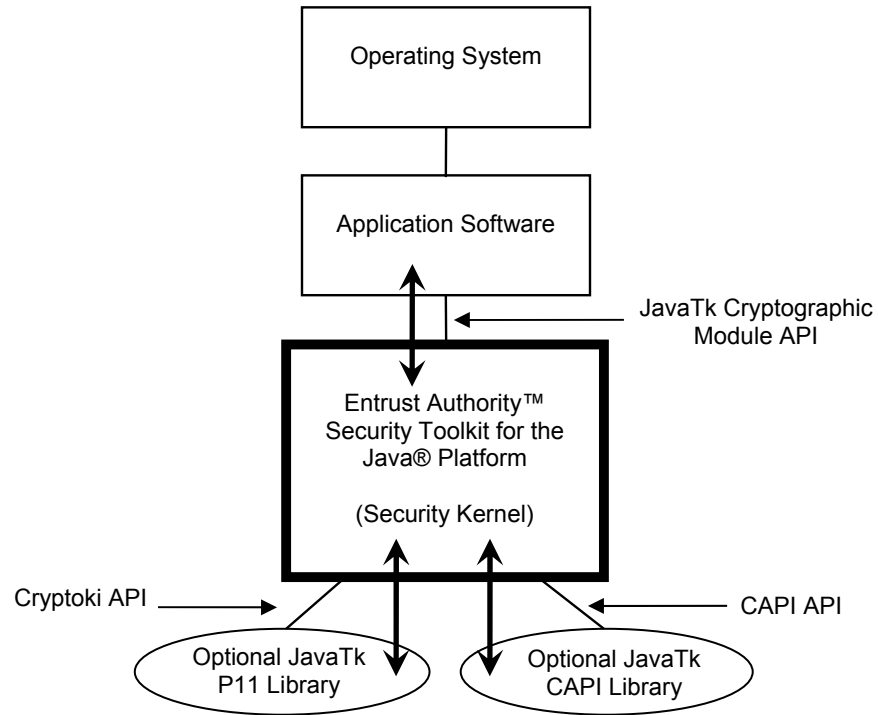 Operating System
Application Software
JavaTk Cryptographic
Module API
Entrust Authority™
Security Toolkit for the
Java® Platform
(Security Kernel)
Cryptoki API
CAPI API
Optional JavaTk
P11 Library
Optional JavaTk
CAPI Library